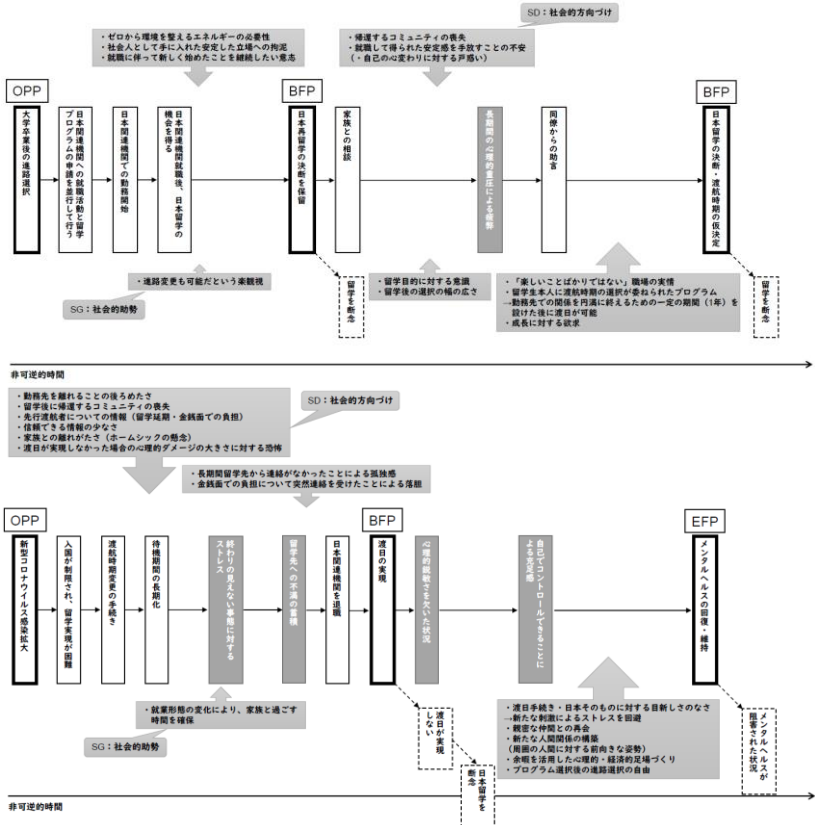 SD：社会的方向づけ
・ゼロから環境を整えるエネルギーの必要性
・社会人として手に入れた安定した立場への拘泥
・就職に伴って新しく始めたことを継続したい意志
・帰還するコミュニティの喪失
・就職して得られた安定感を手放すことの不安
（・自己の心変わりに対する戸惑い）
OPP
BFP
BFP
大学卒業後の進路選択
日本関連機関への就職活動と留学
プログラムの申請を並行して行う
日本関連機関での勤務開始
日本関連機関就職後、日本留学の
機会を得る
日本再留学の決断を保留
家族との相談
長期間の心理的重圧による疲弊
同僚からの助言
日本留学の決断・渡航時期の仮決定
・進路変更も可能だという楽観視
SG：社会的助勢
留学を断念
・留学目的に対する意識
・留学後の選択の幅の広さ
・「楽しいことばかりではない」職場の実情
・留学生本人に渡航時期の選択が委ねられたプログラム
→勤務先での関係を円満に終えるための一定の期間（1年）を
設けた後に渡日が可能
・成長に対する欲求
留学を断念
非可逆的時間
・勤務先を離れることの後ろめたさ
・留学後に帰還するコミュニティの喪失
・先行渡航者についての情報（留学延期・金銭面での負担）
・信頼できる情報の少なさ
・家族との離れがたさ（ホームシックの懸念）
・渡日が実現しなかった場合の心理的ダメージの大きさに対する恐怖
SD：社会的方向づけ
・長期間留学先から連絡がなかったことによる孤独感
・金銭面での負担について突然連絡を受けたことによる落胆
OPP
BFP
EFP
新型コロナウイルス感染拡大
入国が制限され、留学実現が困難
渡航時期変更の手続き
待機期間の長期化
終わりの見えない事態に対する
ストレス
留学先への不満の蓄積
日本関連機関を退職
渡日の実現
心理的鋭敏さを欠いた状況
自己でコントロールできることに
よる充足感
メンタルヘルスの回復・維持
・就業形態の変化により、家族と過ごす
時間を確保
SG：社会的助勢
渡日が実現
しない
日本留学を
断念
・渡日手続き・日本そのものに対する目新しさのなさ
→新たな刺激によるストレスを回避
・親密な仲間との再会
・新たな人間関係の構築
（周囲の人間に対する前向きな姿勢）
・余暇を活用した心理的・経済的足場づくり
・プログラム選択後の進路選択の自由
メンタルヘルスが
阻害された状況
非可逆的時間